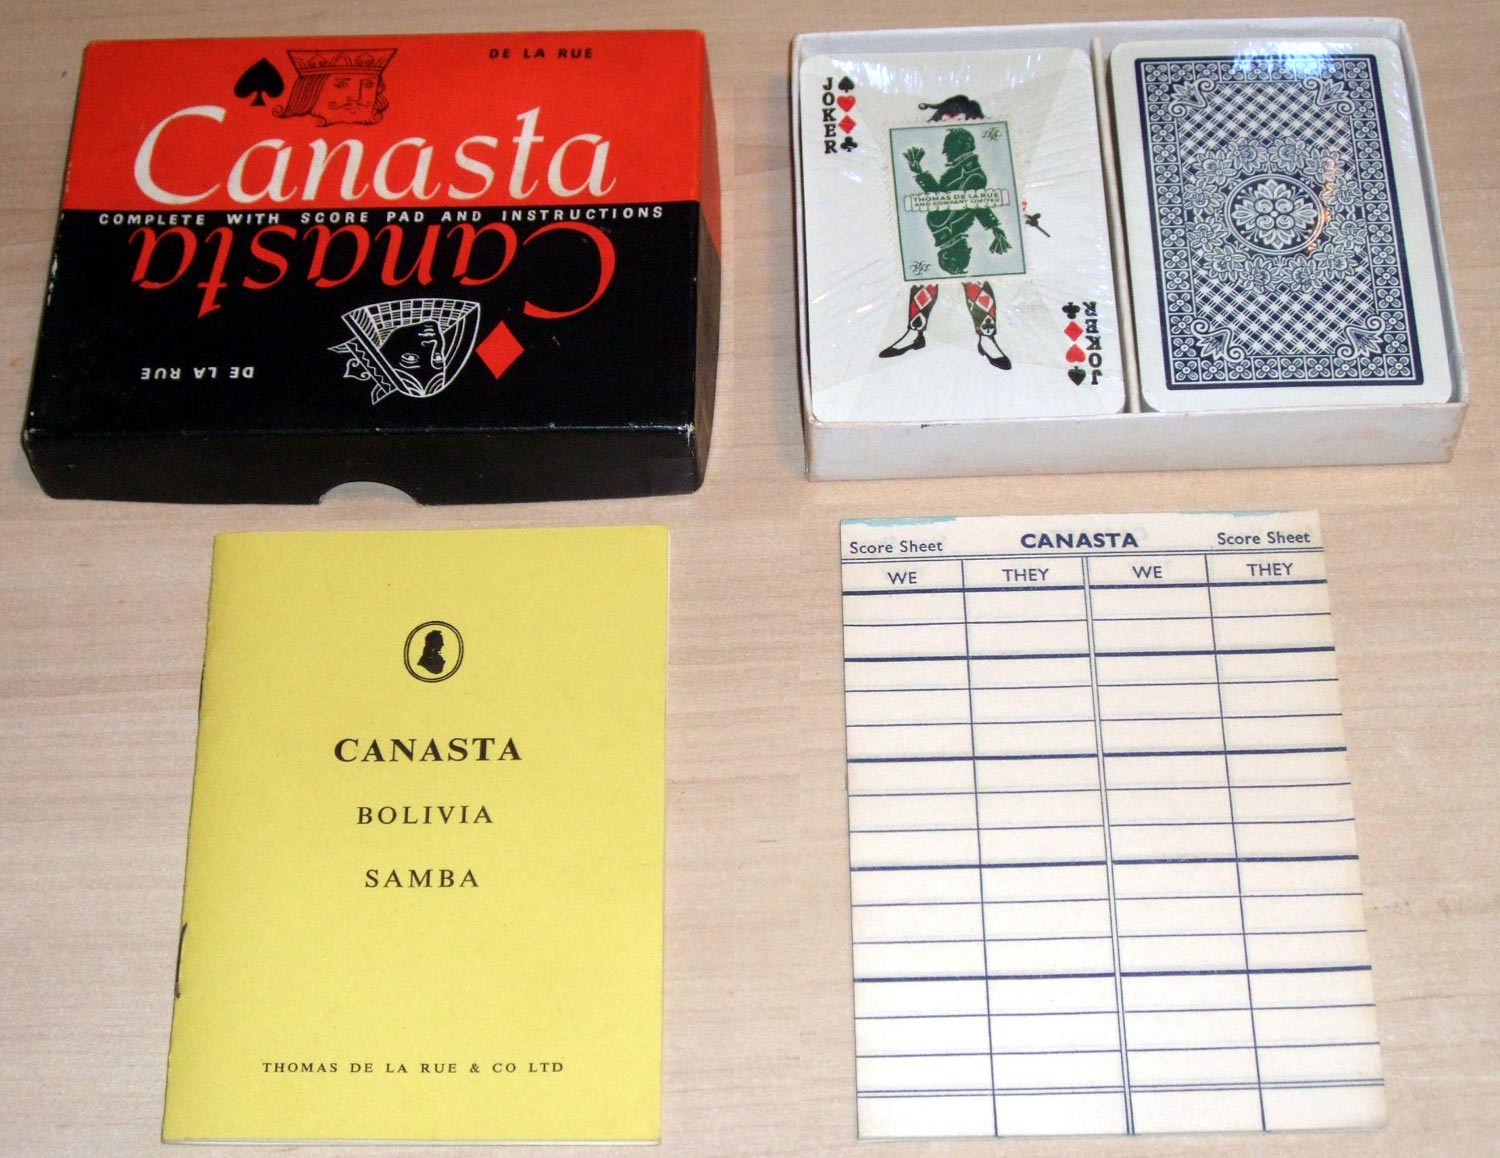 DE LA RUE
Canasta
COMPLETE WITH SCORE PAD AND INSTRUCTIONS
Canasta
DE LA RUE
JOKER
THOMAS DE LA RUE
AND COMPANY LIMITED
JOKER
CANASTA
BOLIVIA
SAMBA
THOMAS DE LA RUE & CO LTD
Score Sheet CANASTA Score Sheet
WE THEY WE THEY